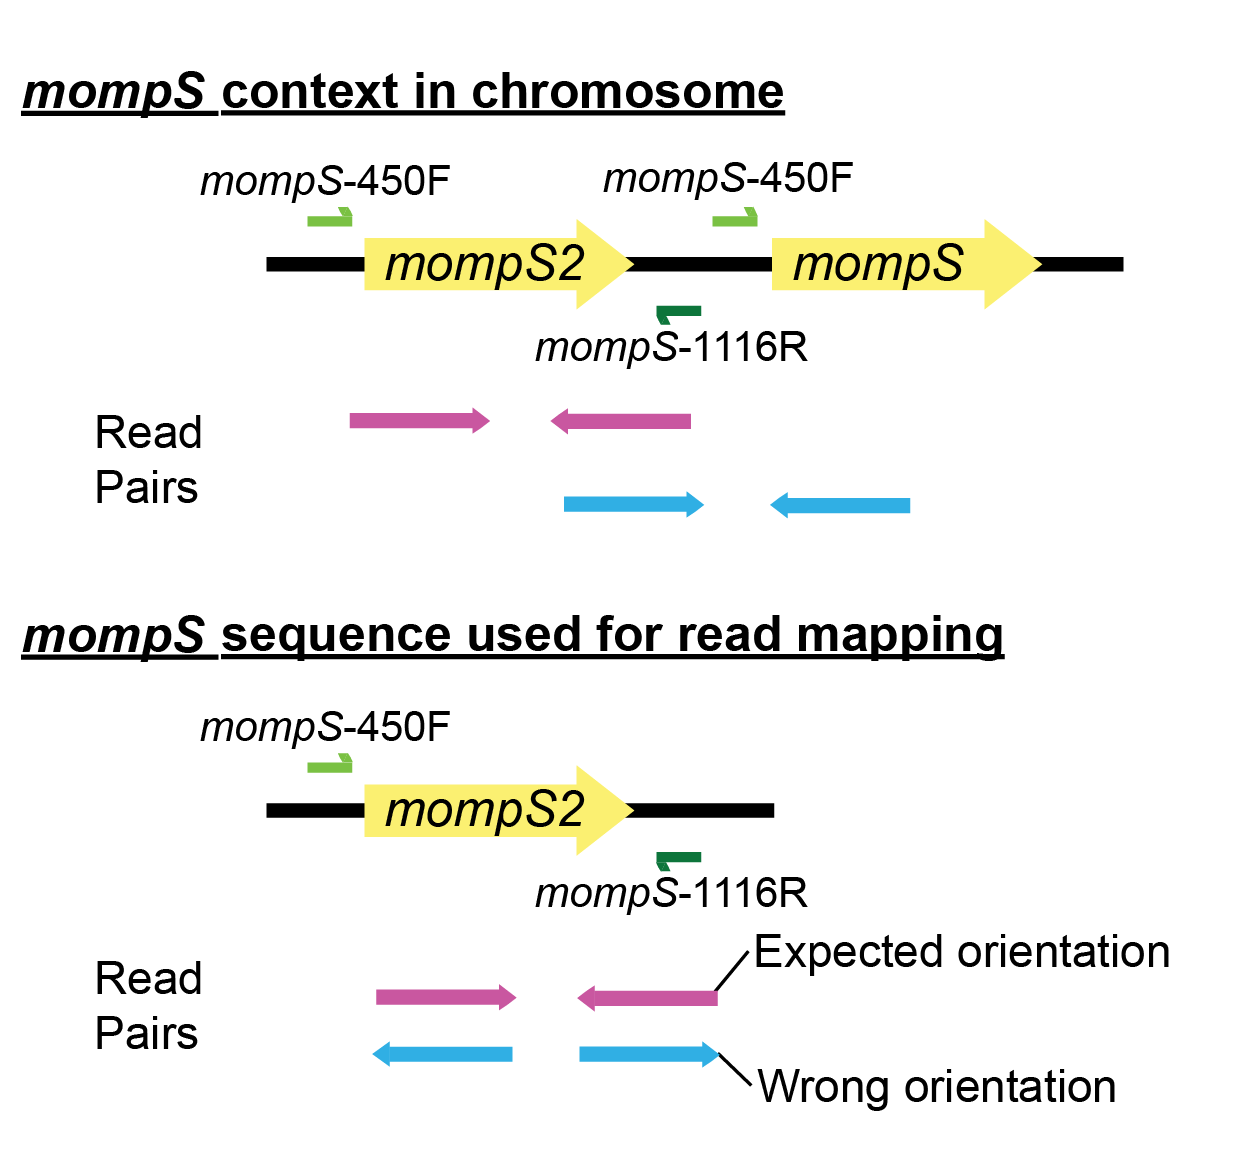 mompS context in chromosome
mompS-450F mompS-450F
mompS2 mompS
mompS-1116R
Read
Pairs
mompS sequence used for read mapping
mompS-450F
mompS2
mompS-1116R
Expected orientation
Read
Pairs
Wrong orientation